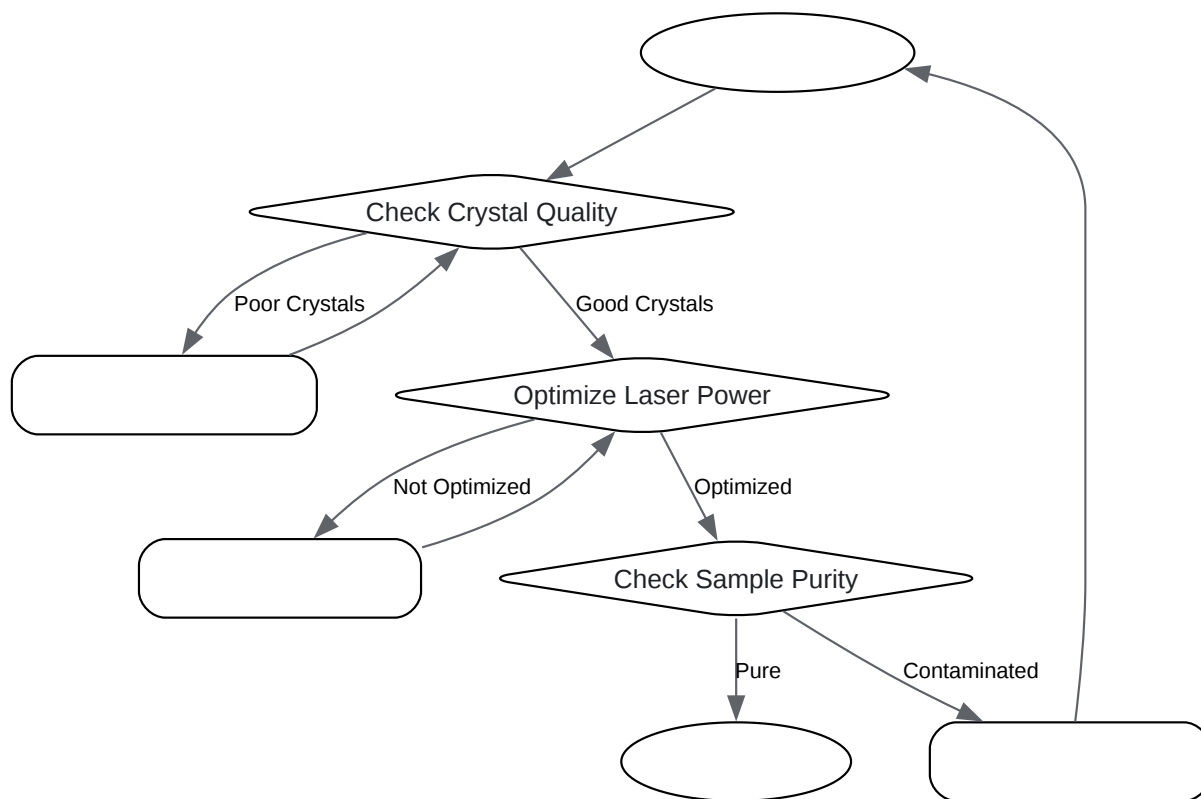 Check Crystal Quality
Poor Crystals
Good Crystals
Optimize Laser Power
Not Optimized
Optimized
Check Sample Purity
Pure
Contaminated